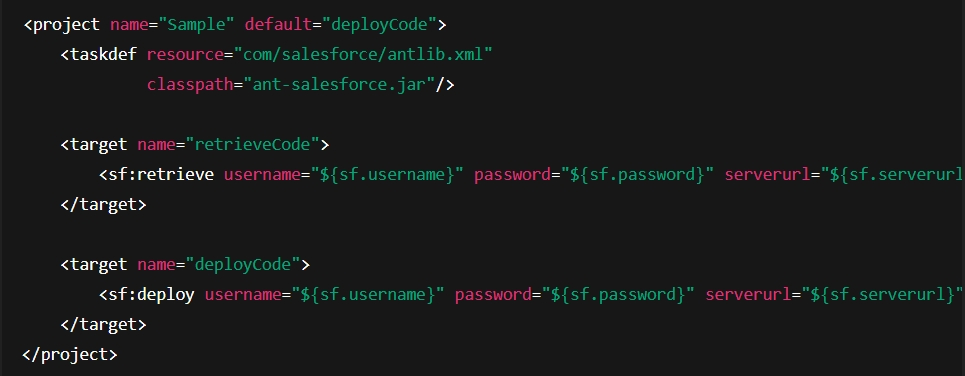 <project name="Sample" default="deployCode">
<taskdef resource="com/salesforce/antlib.xml"
classpath="ant-salesforce.jar"/>
<target name="retrieveCode">
<sf:retrieve username="${sf.username}" password="${sf.password}" serverurl="${sf.serverurl
</target>
<target name="deployCode">
<sf:deploy username="${sf.username}" password="${sf.password}" serverurl="${sf.serverurl}"
</target>
</project>